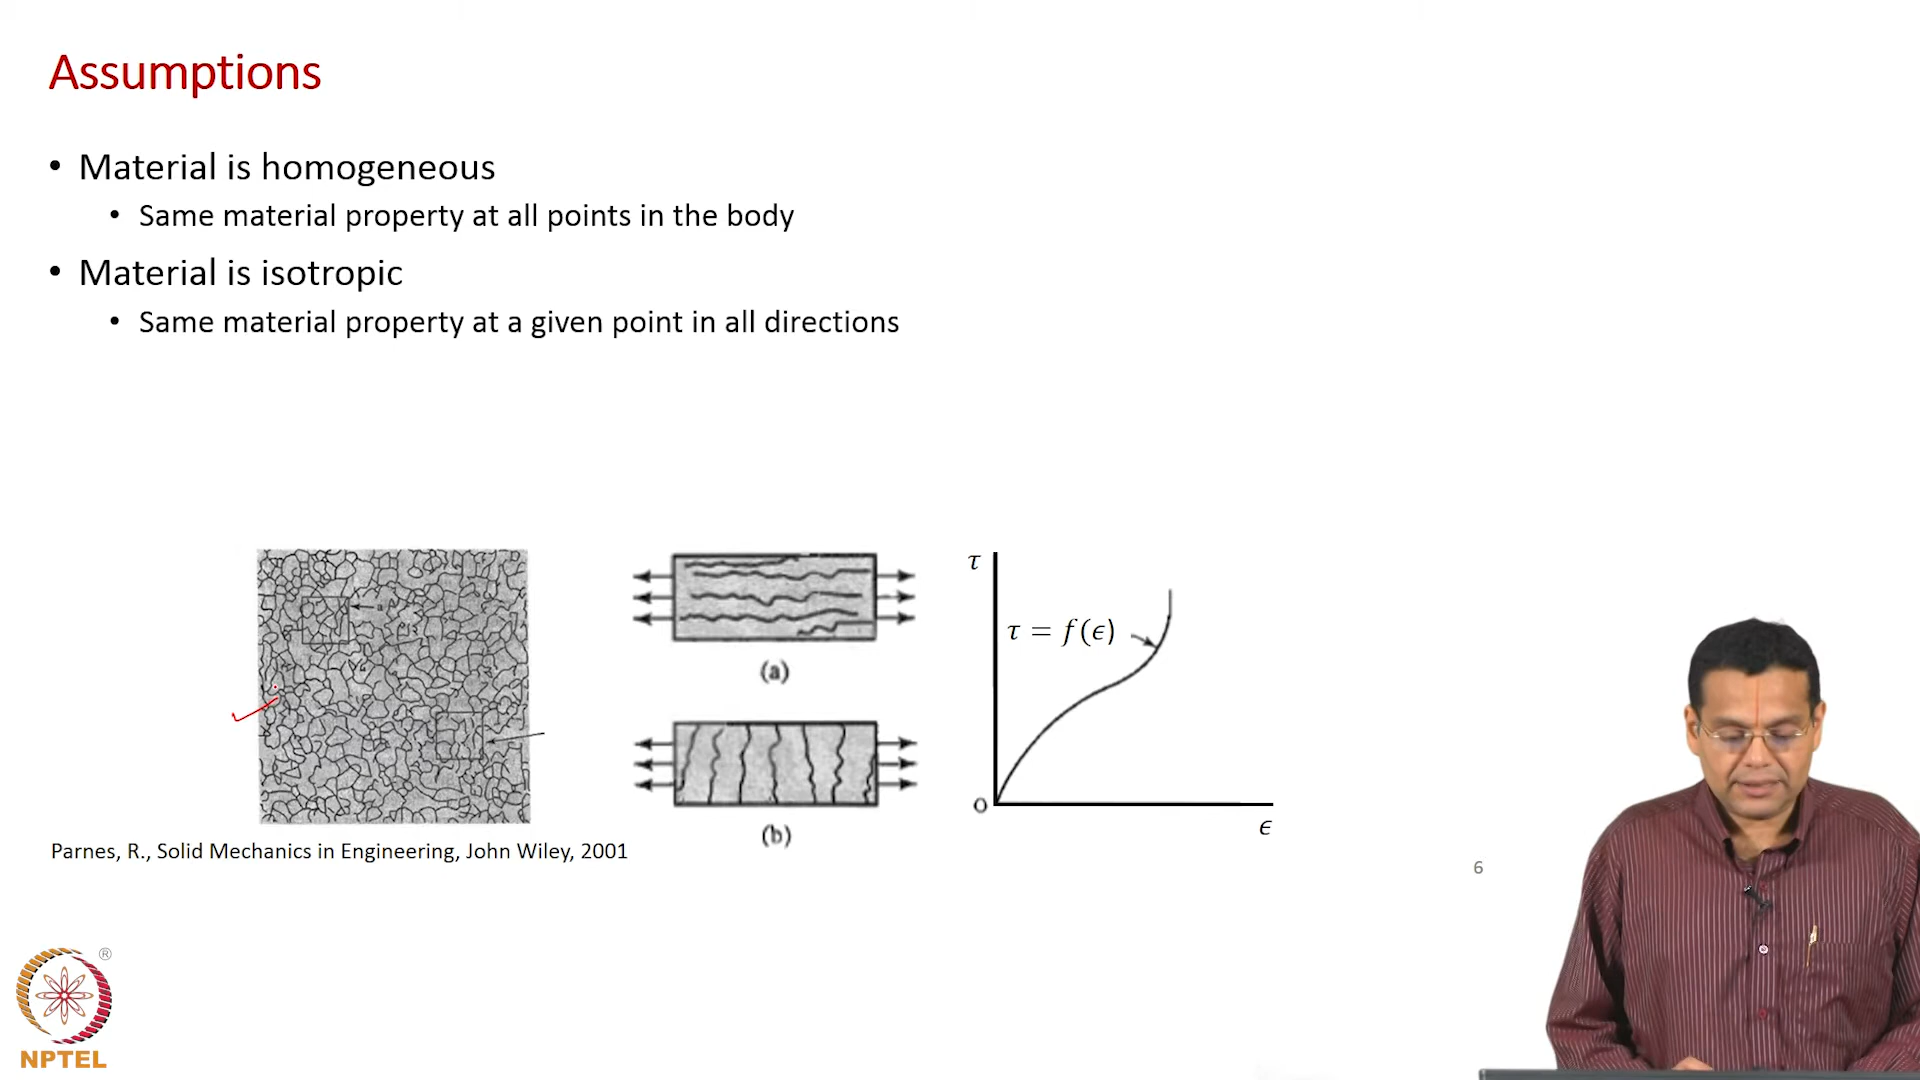 Assumptions
• Material is homogeneous
• Same material property at all points in the body
• Material is isotropic
• Same material property at a given point in all directions
a
(a)
(b)
τ
τ = f(ϵ)
O
ϵ
Parnes, R., Solid Mechanics in Engineering, John Wiley, 2001
6
®
NPTEL